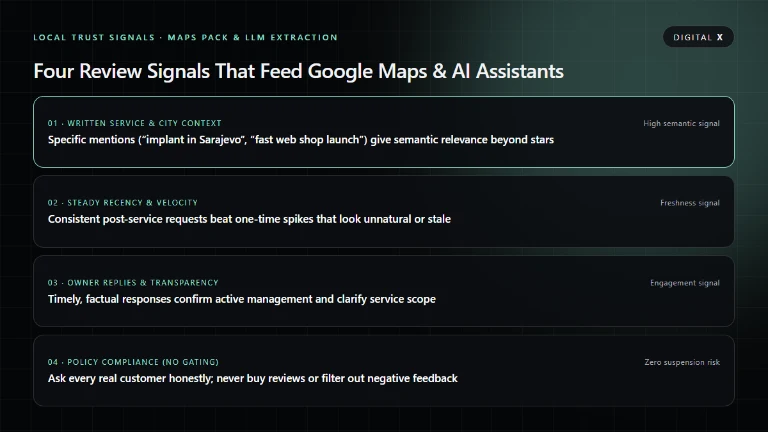 LOCAL TRUST SIGNALS · MAPS PACK & LLM EXTRACTION
DIGITAL X
Four Review Signals That Feed Google Maps & AI Assistants
01 · WRITTEN SERVICE & CITY CONTEXT
High semantic signal
Specific mentions (“implant in Sarajevo”, “fast web shop launch”) give semantic relevance beyond stars
02 · STEADY RECENCY & VELOCITY
Freshness signal
Consistent post-service requests beat one-time spikes that look unnatural or stale
03 · OWNER REPLIES & TRANSPARENCY
Engagement signal
Timely, factual responses confirm active management and clarify service scope
04 · POLICY COMPLIANCE (NO GATING)
Zero suspension risk
Ask every real customer honestly; never buy reviews or filter out negative feedback